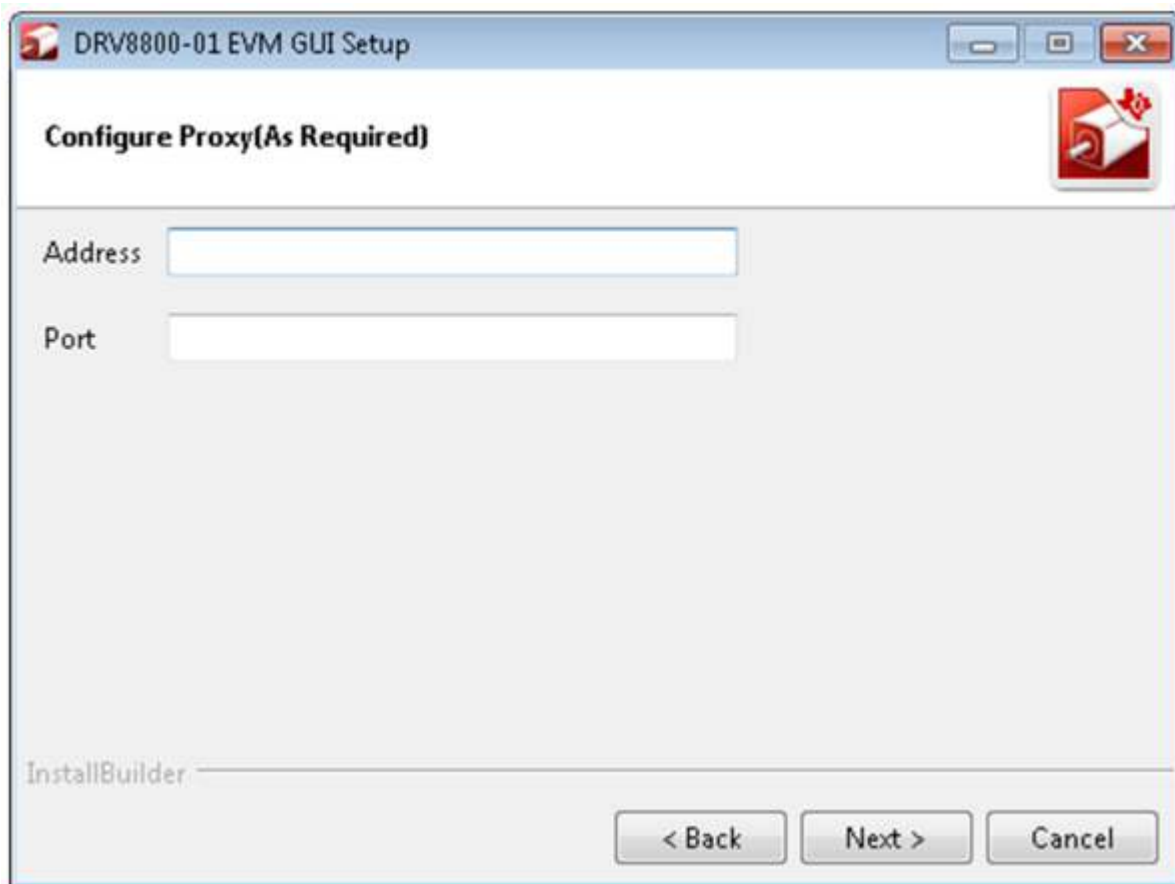 DRV8800-01 EVM GUI Setup
Configure Proxy(As Required)
Address
Port
InstallBuilder
< Back Next > Cancel